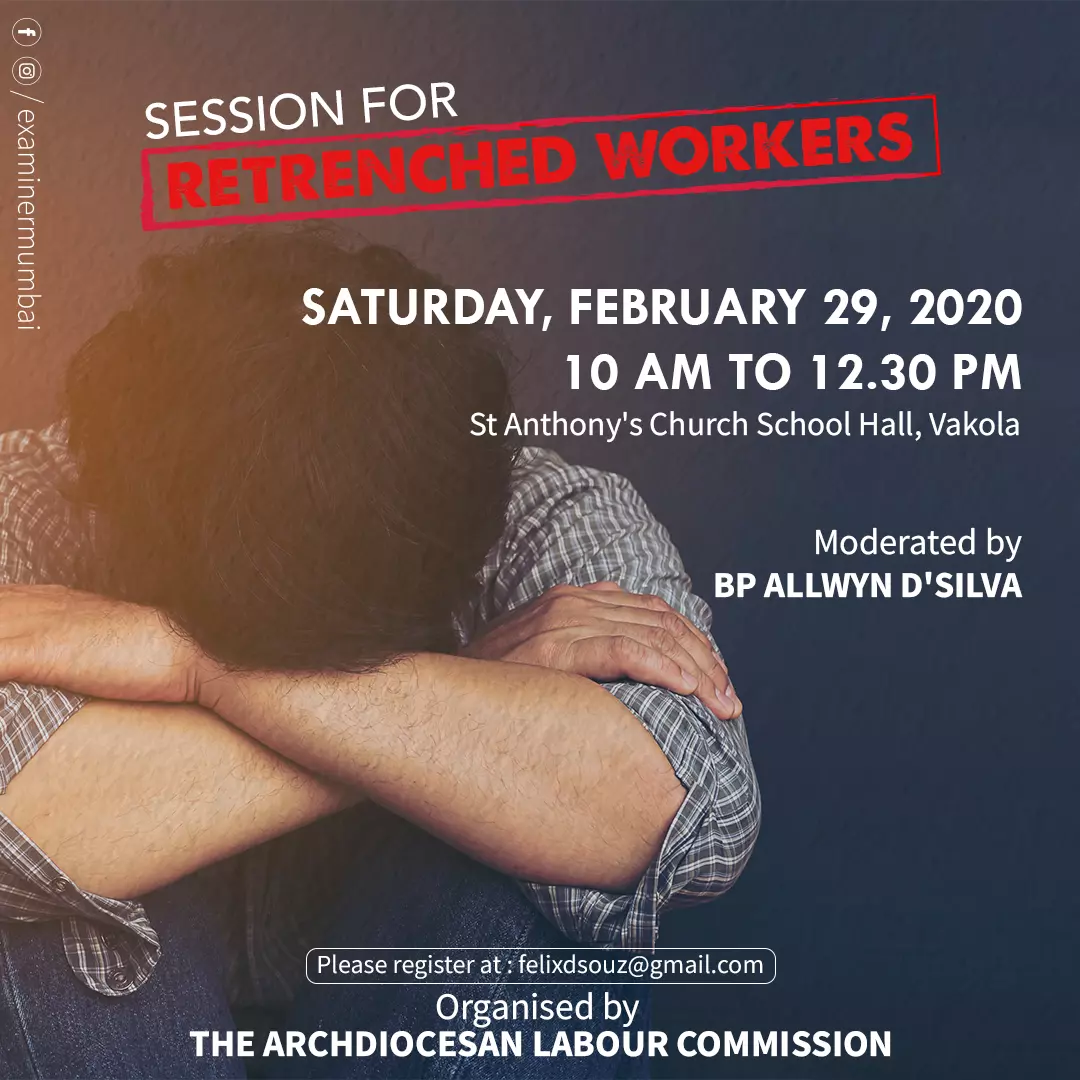 / examinermumbai
SESSION FOR
RETRENCHED WORKERS
SATURDAY, FEBRUARY 29, 2020
10 AM TO 12.30 PM
St Anthony's Church School Hall, Vakola
Moderated by
BP ALLWYN D'SILVA
Please register at : felixdsouz@gmail.com
Organised by
THE ARCHDIOCESAN LABOUR COMMISSION